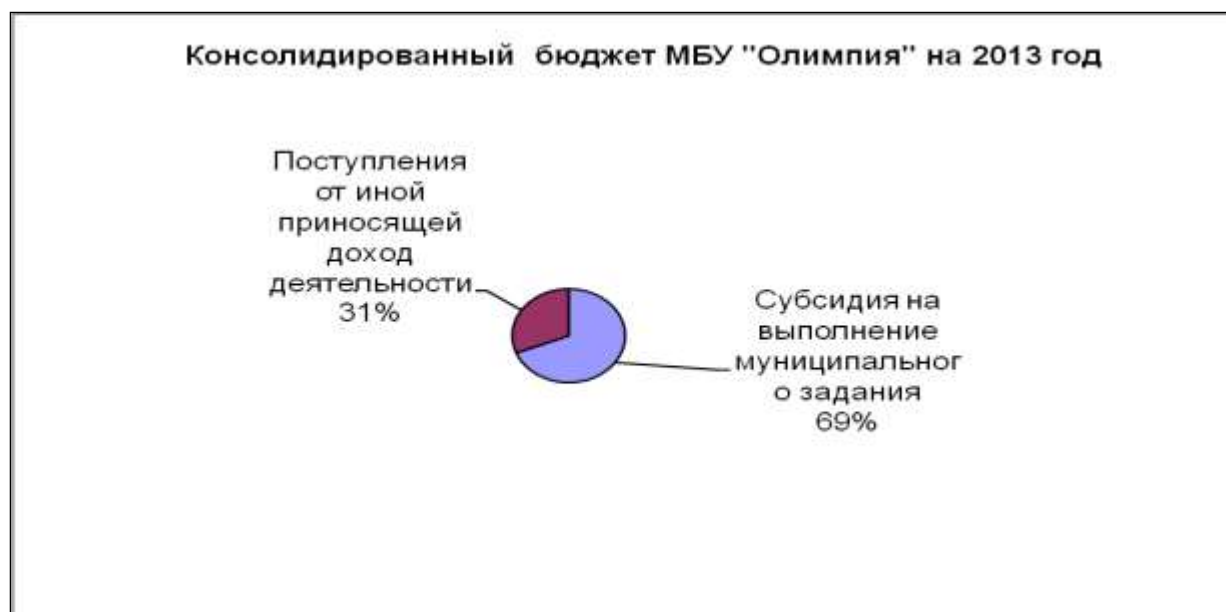 Консолидированный бюджет МБУ "Олимпия" на 2013 год
Поступления
от иной
приносящей
доход
деятельности
31%
Субсидия на
выполнение
муниципальног
о задания
69%